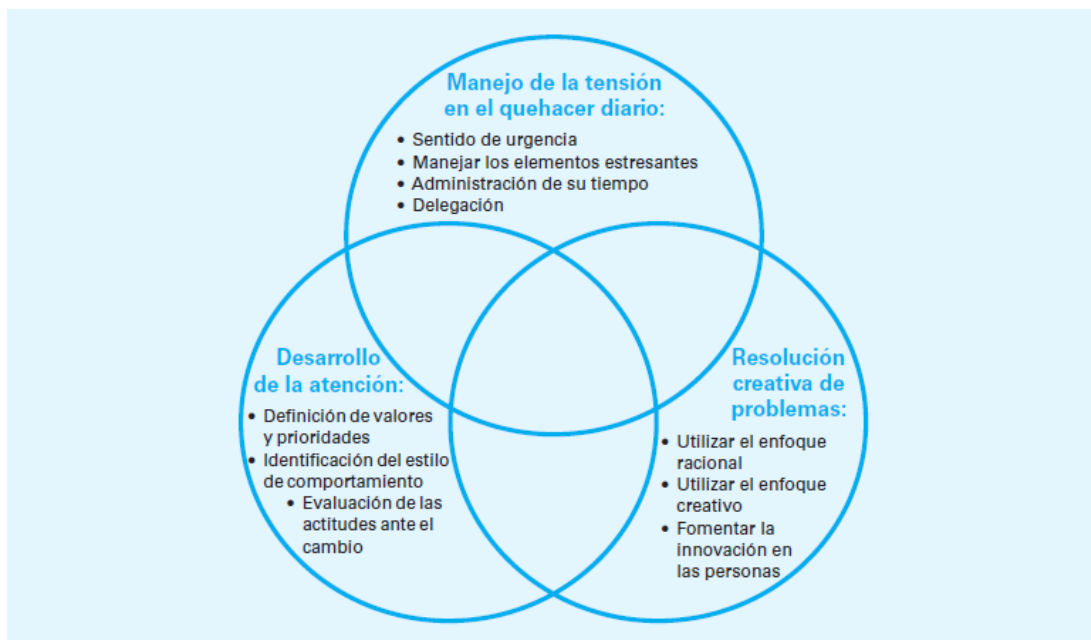 Manejo de la tensión
en el quehacer diario:
• Sentido de urgencia
• Manejar los elementos estresantes
• Administración de su tiempo
• Delegación
Desarrollo
de la atención:
• Definición de valores
y prioridades
• Identificación del estilo
de comportamiento
• Evaluación de las
actitudes ante el
cambio
Resolución
creativa de
problemas:
• Utilizar el enfoque
racional
• Utilizar el enfoque
creativo
• Fomentar la
innovación en
las personas